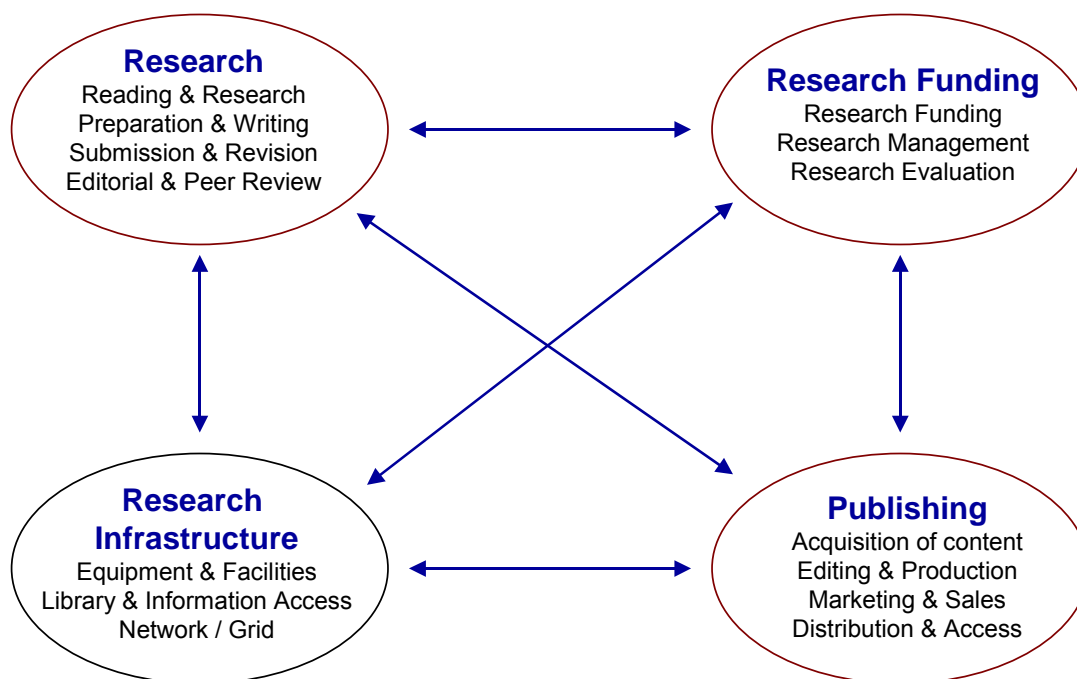 Research
Reading & Research
Preparation & Writing
Submission & Revision
Editorial & Peer Review
Research Funding
Research Funding
Research Management
Research Evaluation
Research
Infrastructure
Equipment & Facilities
Library & Information Access
Network / Grid
Publishing
Acquisition of content
Editing & Production
Marketing & Sales
Distribution & Access